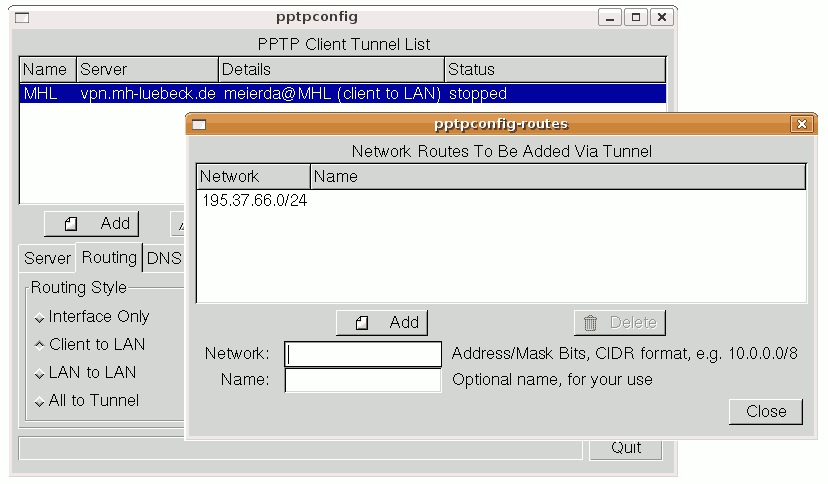 pptpconfig
PPTP Client Tunnel List
Name Server Details Status
MHL vpn.mh-luebeck.de meierda@MHL (client to LAN) stopped
Add
Server Routing DNS
Routing Style
Interface Only
Client to LAN
LAN to LAN
All to Tunnel
Quit
pptpconfig-routes
Network Routes To Be Added Via Tunnel
Network Name
195.37.66.0/24
Add Delete
Network: Address/Mask Bits, CIDR format, e.g. 10.0.0.0/8
Name: Optional name, for your use
Close